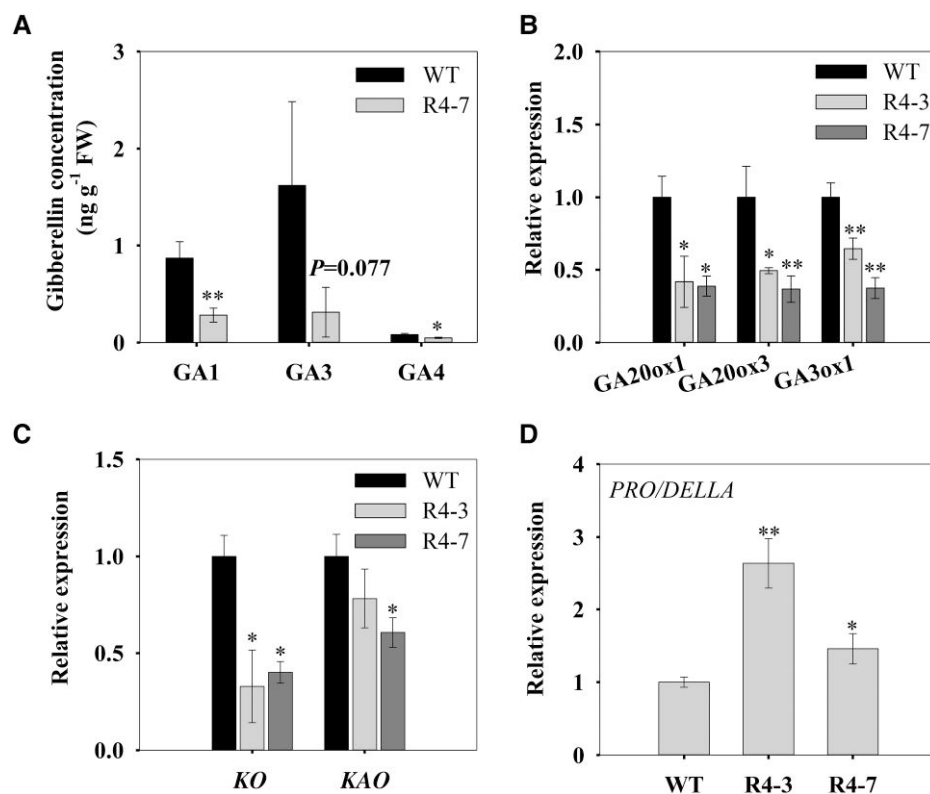 A
Gibberellin concentration
(ng g⁻¹ FW)
3
2
1
0
WT
R4-7
**
P=0.077
*
GA1 GA3 GA4
B
Relative expression
2.0
1.5
1.0
0.5
0.0
WT
R4-3
R4-7
* * * ** ** **
GA20ox1 GA20ox3 GA3ox1
C
Relative expression
1.5
1.0
0.5
0.0
WT
R4-3
R4-7
* * *
KO KAO
D
Relative expression
4
3
2
1
0
PRO/DELLA
**
*
WT R4-3 R4-7